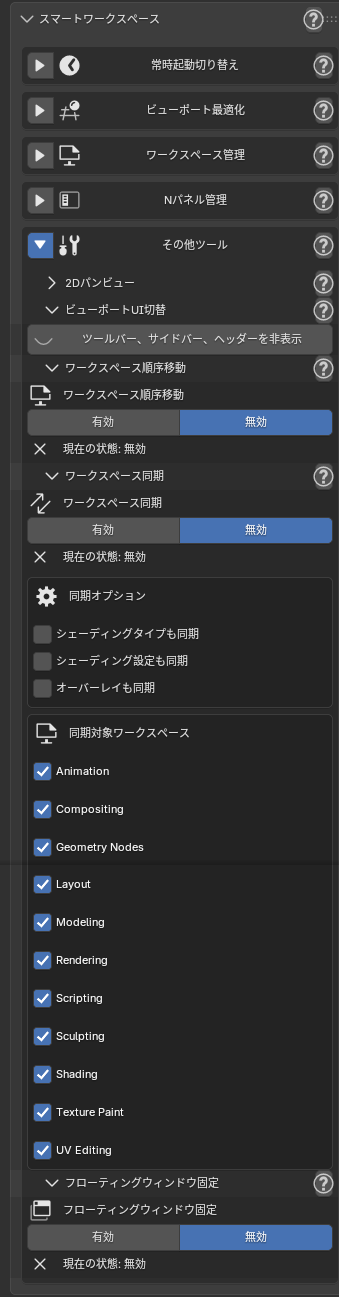 スマートワークスペース
常時起動切り替え
ビューポート最適化
ワークスペース管理
Nパネル管理
その他ツール
2Dパンビュー
ビューポートUI切替
ツールバー、サイドバー、ヘッダーを非表示
ワークスペース順序移動
ワークスペース順序移動
有効 無効
現在の状態: 無効
ワークスペース同期
ワークスペース同期
有効 無効
現在の状態: 無効
同期オプション
シェーディングタイプも同期
シェーディング設定も同期
オーバーレイも同期
同期対象ワークスペース
Animation
Compositing
Geometry Nodes
Layout
Modeling
Rendering
Scripting
Sculpting
Shading
Texture Paint
UV Editing
フローティングウィンドウ固定
フローティングウィンドウ固定
有効 無効
現在の状態: 無効